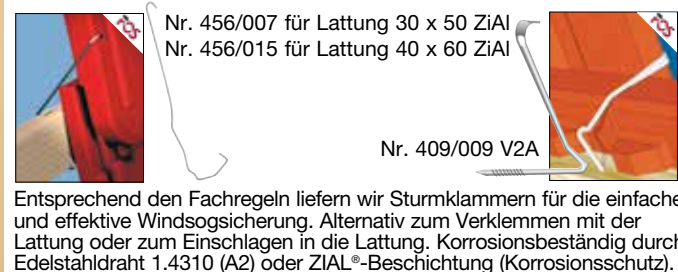 FOS
Nr. 456/007 für Lattung 30 x 50 ZiAl
Nr. 456/015 für Lattung 40 x 60 ZiAl
FOS
Nr. 409/009 V2A
Entsprechend den Fachregeln liefern wir Sturmklammern für die einfache
und effektive Windsogsicherung. Alternativ zum Verklemmen mit der
Lattung oder zum Einschlagen in die Lattung. Korrosionsbeständig durch
Edelstahldraht 1.4310 (A2) oder ZIAL®-Beschichtung (Korrosionsschutz).